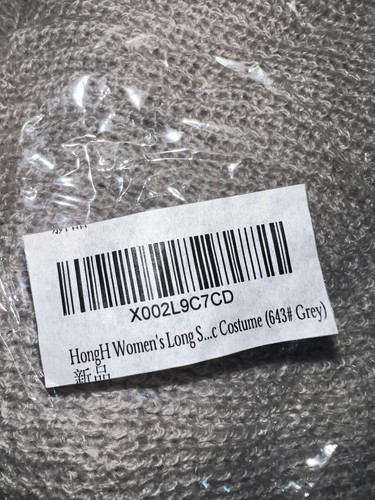 X002L9C7CD
HongH Women's Long S...c Costume (643# Grey)
新品